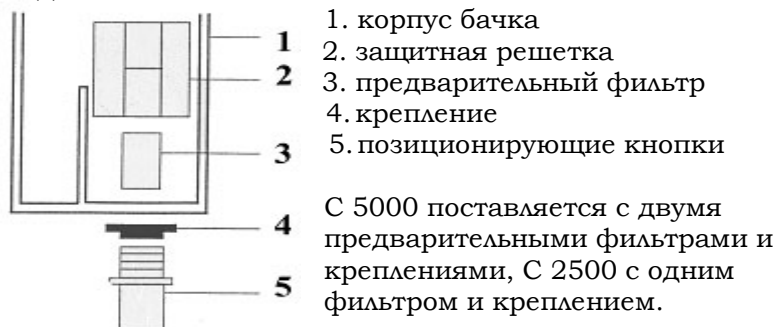 1. корпус бачка
2. защитная решетка
3. предварительный фильтр
4. крепление
5. позиционирующие кнопки
С 5000 поставляется с двумя
предварительными фильтрами и
креплениями, С 2500 с одним
фильтром и креплением.
1
2
3
4
5